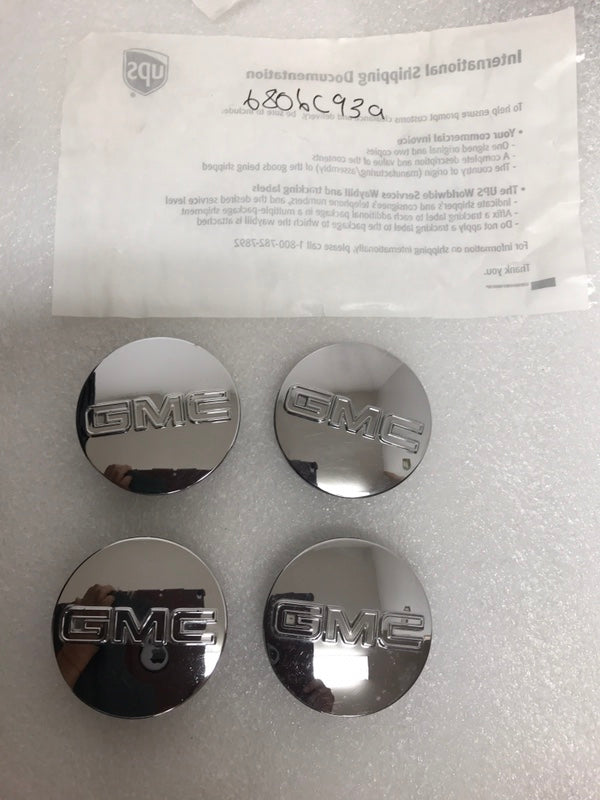 ups
International Shipping Documentation
6806C93a
To help ensure prompt customs clearance and delivery, be sure to include:
• Your commercial invoice
- One signed original and two copies
- A complete description and value of the contents
- The country of origin (manufacturing/assembly) of the goods being shipped
• The UPS Worldwide Services Waybill and tracking labels
- Indicate shipper's and consignee's telephone numbers, and the desired service level
- Affix a tracking label to each additional package in a multiple-package shipment
- Do not apply a tracking label to the package to which the waybill is attached
For information on shipping internationally, please call 1-800-782-7892
Thank you.
GMC
GMC
GMC
GMC